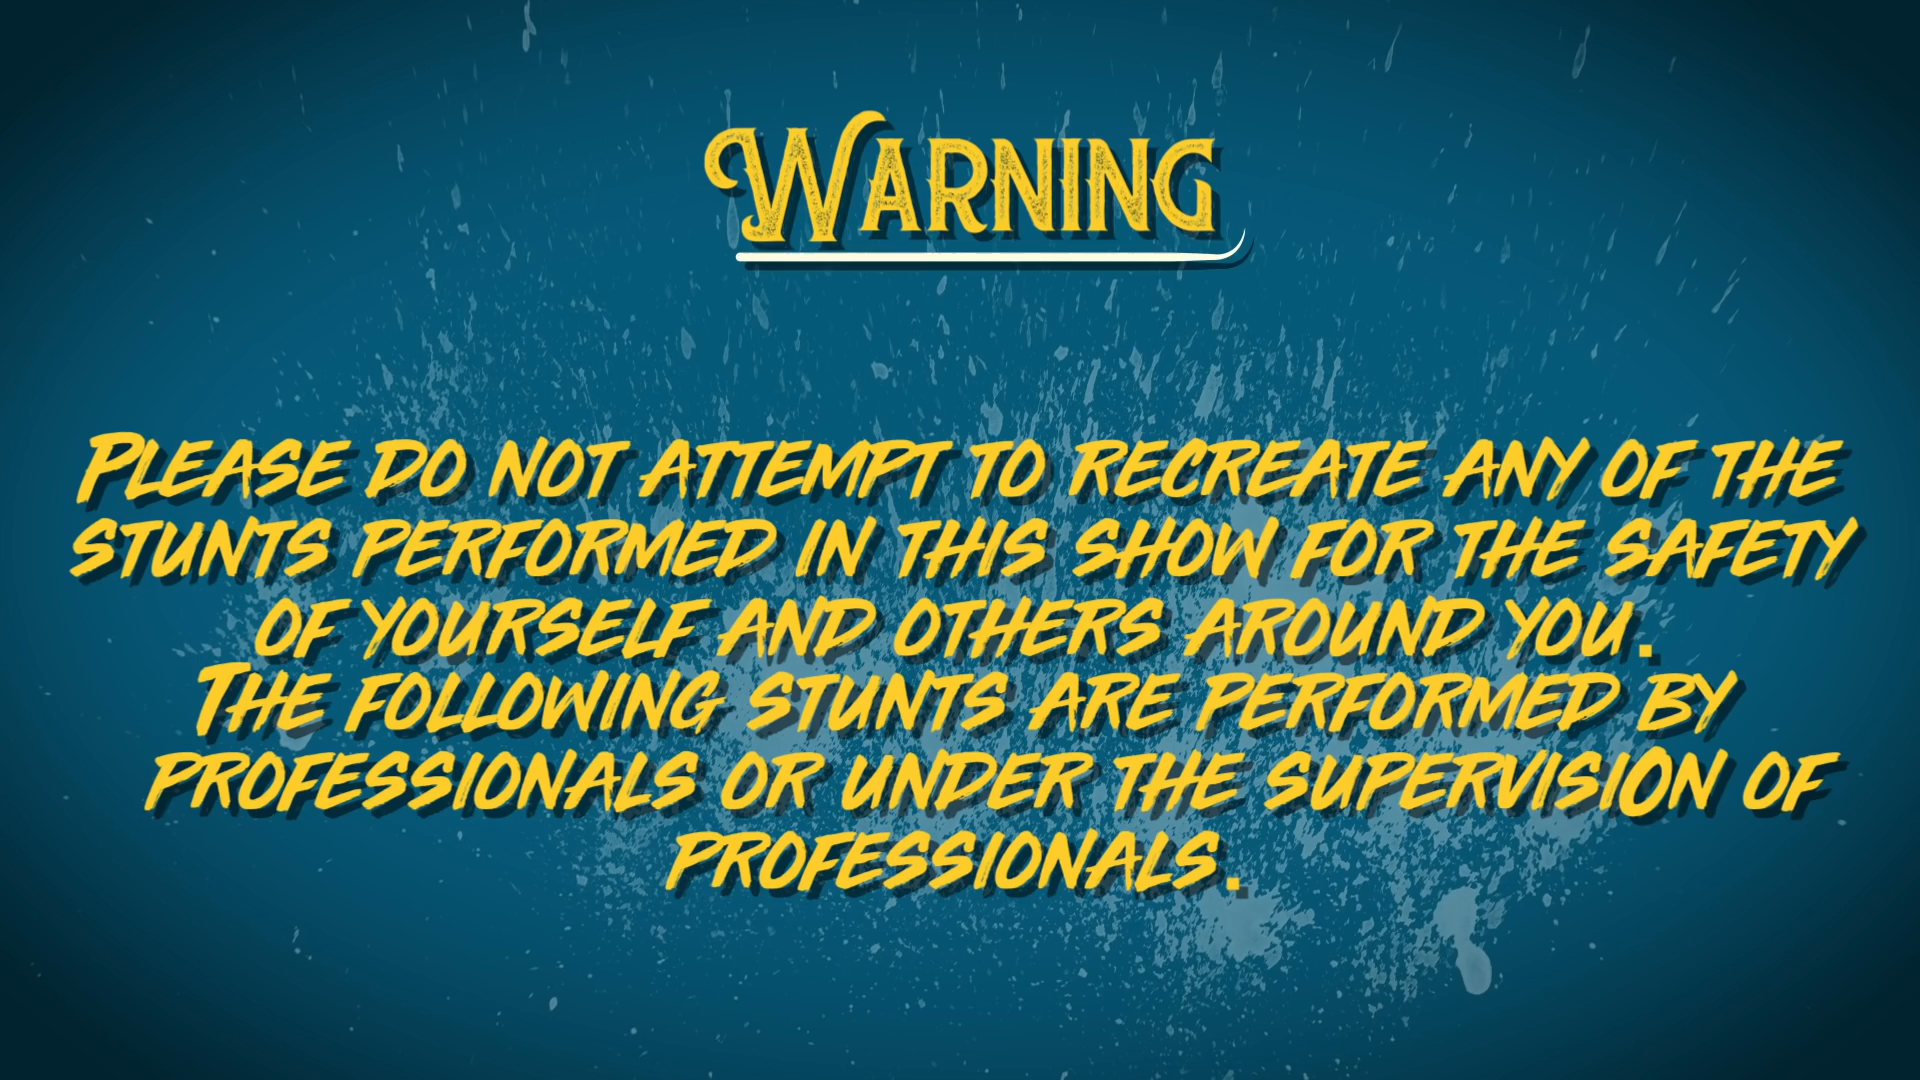 WARNING
PLEASE DO NOT ATTEMPT TO RECREATE ANY OF THE
STUNTS PERFORMED IN THIS SHOW FOR THE SAFETY
OF YOURSELF AND OTHERS AROUND YOU.
THE FOLLOWING STUNTS ARE PERFORMED BY
PROFESSIONALS OR UNDER THE SUPERVISION OF
PROFESSIONALS.